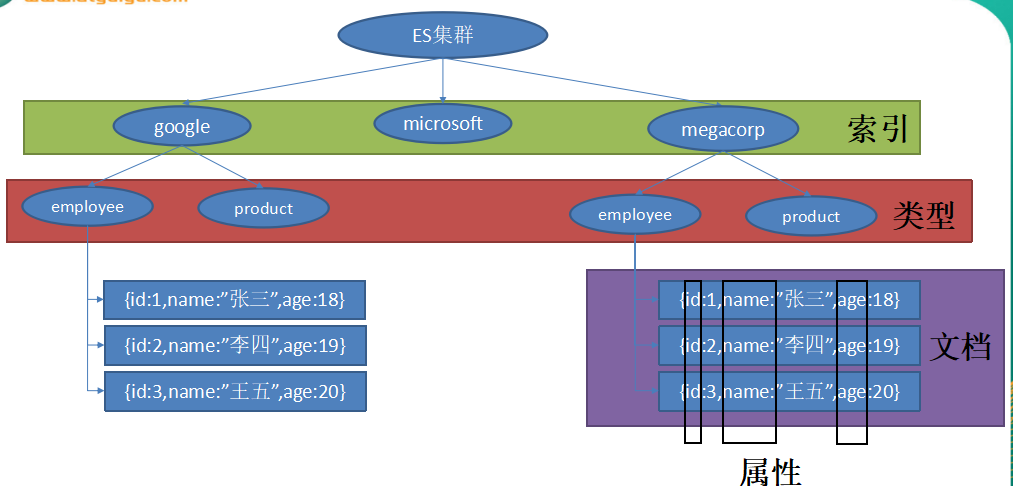 ES集群
google
microsoft
megacorp
索引
employee
product
employee
product
类型
{id:1,name:”张三”,age:18}
{id:2,name:”李四”,age:19}
{id:3,name:”王五”,age:20}
{id:1,name:”张三”,age:18}
{id:2,name:”李四”,age:19}
{id:3,name:”王五”,age:20}
文档
属性